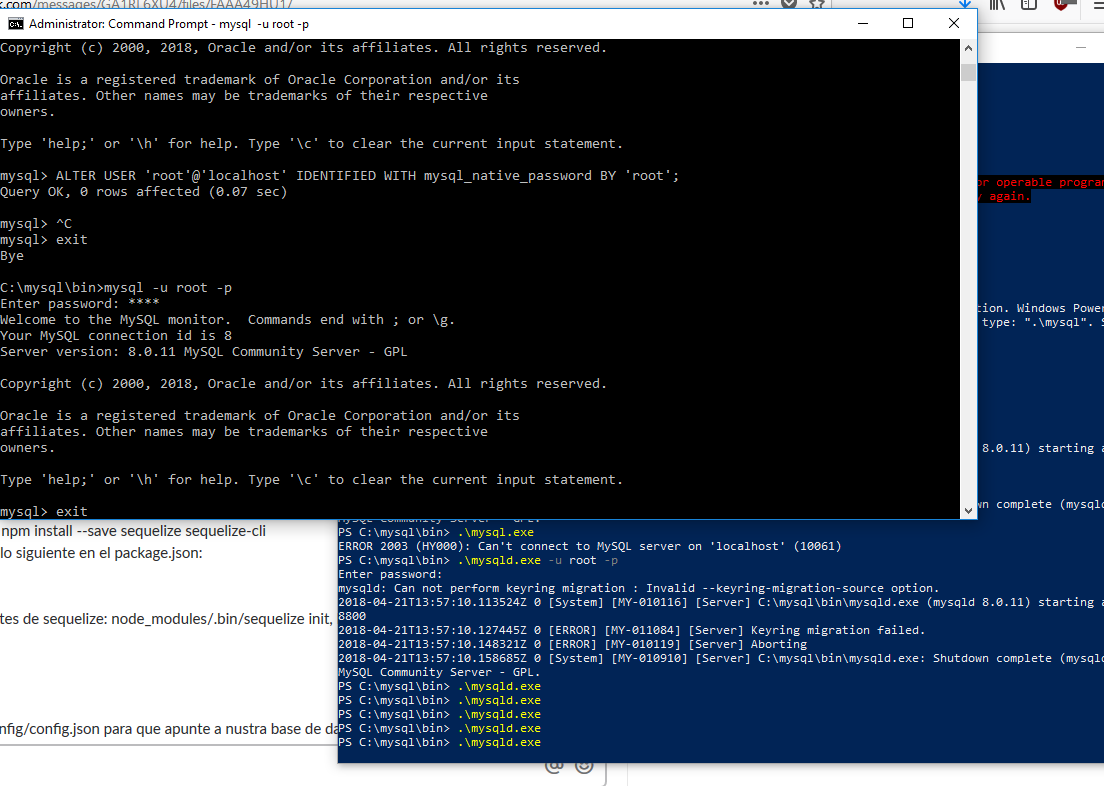 k.com/messages/GA1RL6XU4/files/FAAA49HU1/
Administrator: Command Prompt - mysql -u root -p
Copyright (c) 2000, 2018, Oracle and/or its affiliates. All rights reserved.
Oracle is a registered trademark of Oracle Corporation and/or its
affiliates. Other names may be trademarks of their respective
owners.
Type 'help;' or '\h' for help. Type '\c' to clear the current input statement.
mysql> ALTER USER 'root'@'localhost' IDENTIFIED WITH mysql_native_password BY 'root';
Query OK, 0 rows affected (0.07 sec)
mysql> ^C
mysql> exit
Bye
C:\mysql\bin>mysql -u root -p
Enter password: ****
Welcome to the MySQL monitor.  Commands end with ; or \g.
Your MySQL connection id is 8
Server version: 8.0.11 MySQL Community Server - GPL
Copyright (c) 2000, 2018, Oracle and/or its affiliates. All rights reserved.
Oracle is a registered trademark of Oracle Corporation and/or its
affiliates. Other names may be trademarks of their respective
owners.
Type 'help;' or '\h' for help. Type '\c' to clear the current input statement.
mysql> exit
or operable program
y again.
tion. Windows Power
type: ".\mysql". S
8.0.11) starting a
wn complete (mysqld
npm install --save sequelize sequelize-cli
lo siguiente en el package.json:
tes de sequelize: node_modules/.bin/sequelize init,
nfig/config.json para que apunte a nustra base de da
MySQL Community Server - GPL.
PS C:\mysql\bin> .\mysql.exe
ERROR 2003 (HY000): Can't connect to MySQL server on 'localhost' (10061)
PS C:\mysql\bin> .\mysqld.exe -u root -p
Enter password:
mysqld: Can not perform keyring migration : Invalid --keyring-migration-source option.
2018-04-21T13:57:10.113524Z 0 [System] [MY-010116] [Server] C:\mysql\bin\mysqld.exe (mysqld 8.0.11) starting a
8800
2018-04-21T13:57:10.127445Z 0 [ERROR] [MY-011084] [Server] Keyring migration failed.
2018-04-21T13:57:10.148321Z 0 [ERROR] [MY-010119] [Server] Aborting
2018-04-21T13:57:10.158685Z 0 [System] [MY-010910] [Server] C:\mysql\bin\mysqld.exe: Shutdown complete (mysqld
MySQL Community Server - GPL.
PS C:\mysql\bin> .\mysqld.exe
PS C:\mysql\bin> .\mysqld.exe
PS C:\mysql\bin> .\mysqld.exe
PS C:\mysql\bin> .\mysqld.exe
PS C:\mysql\bin> .\mysqld.exe